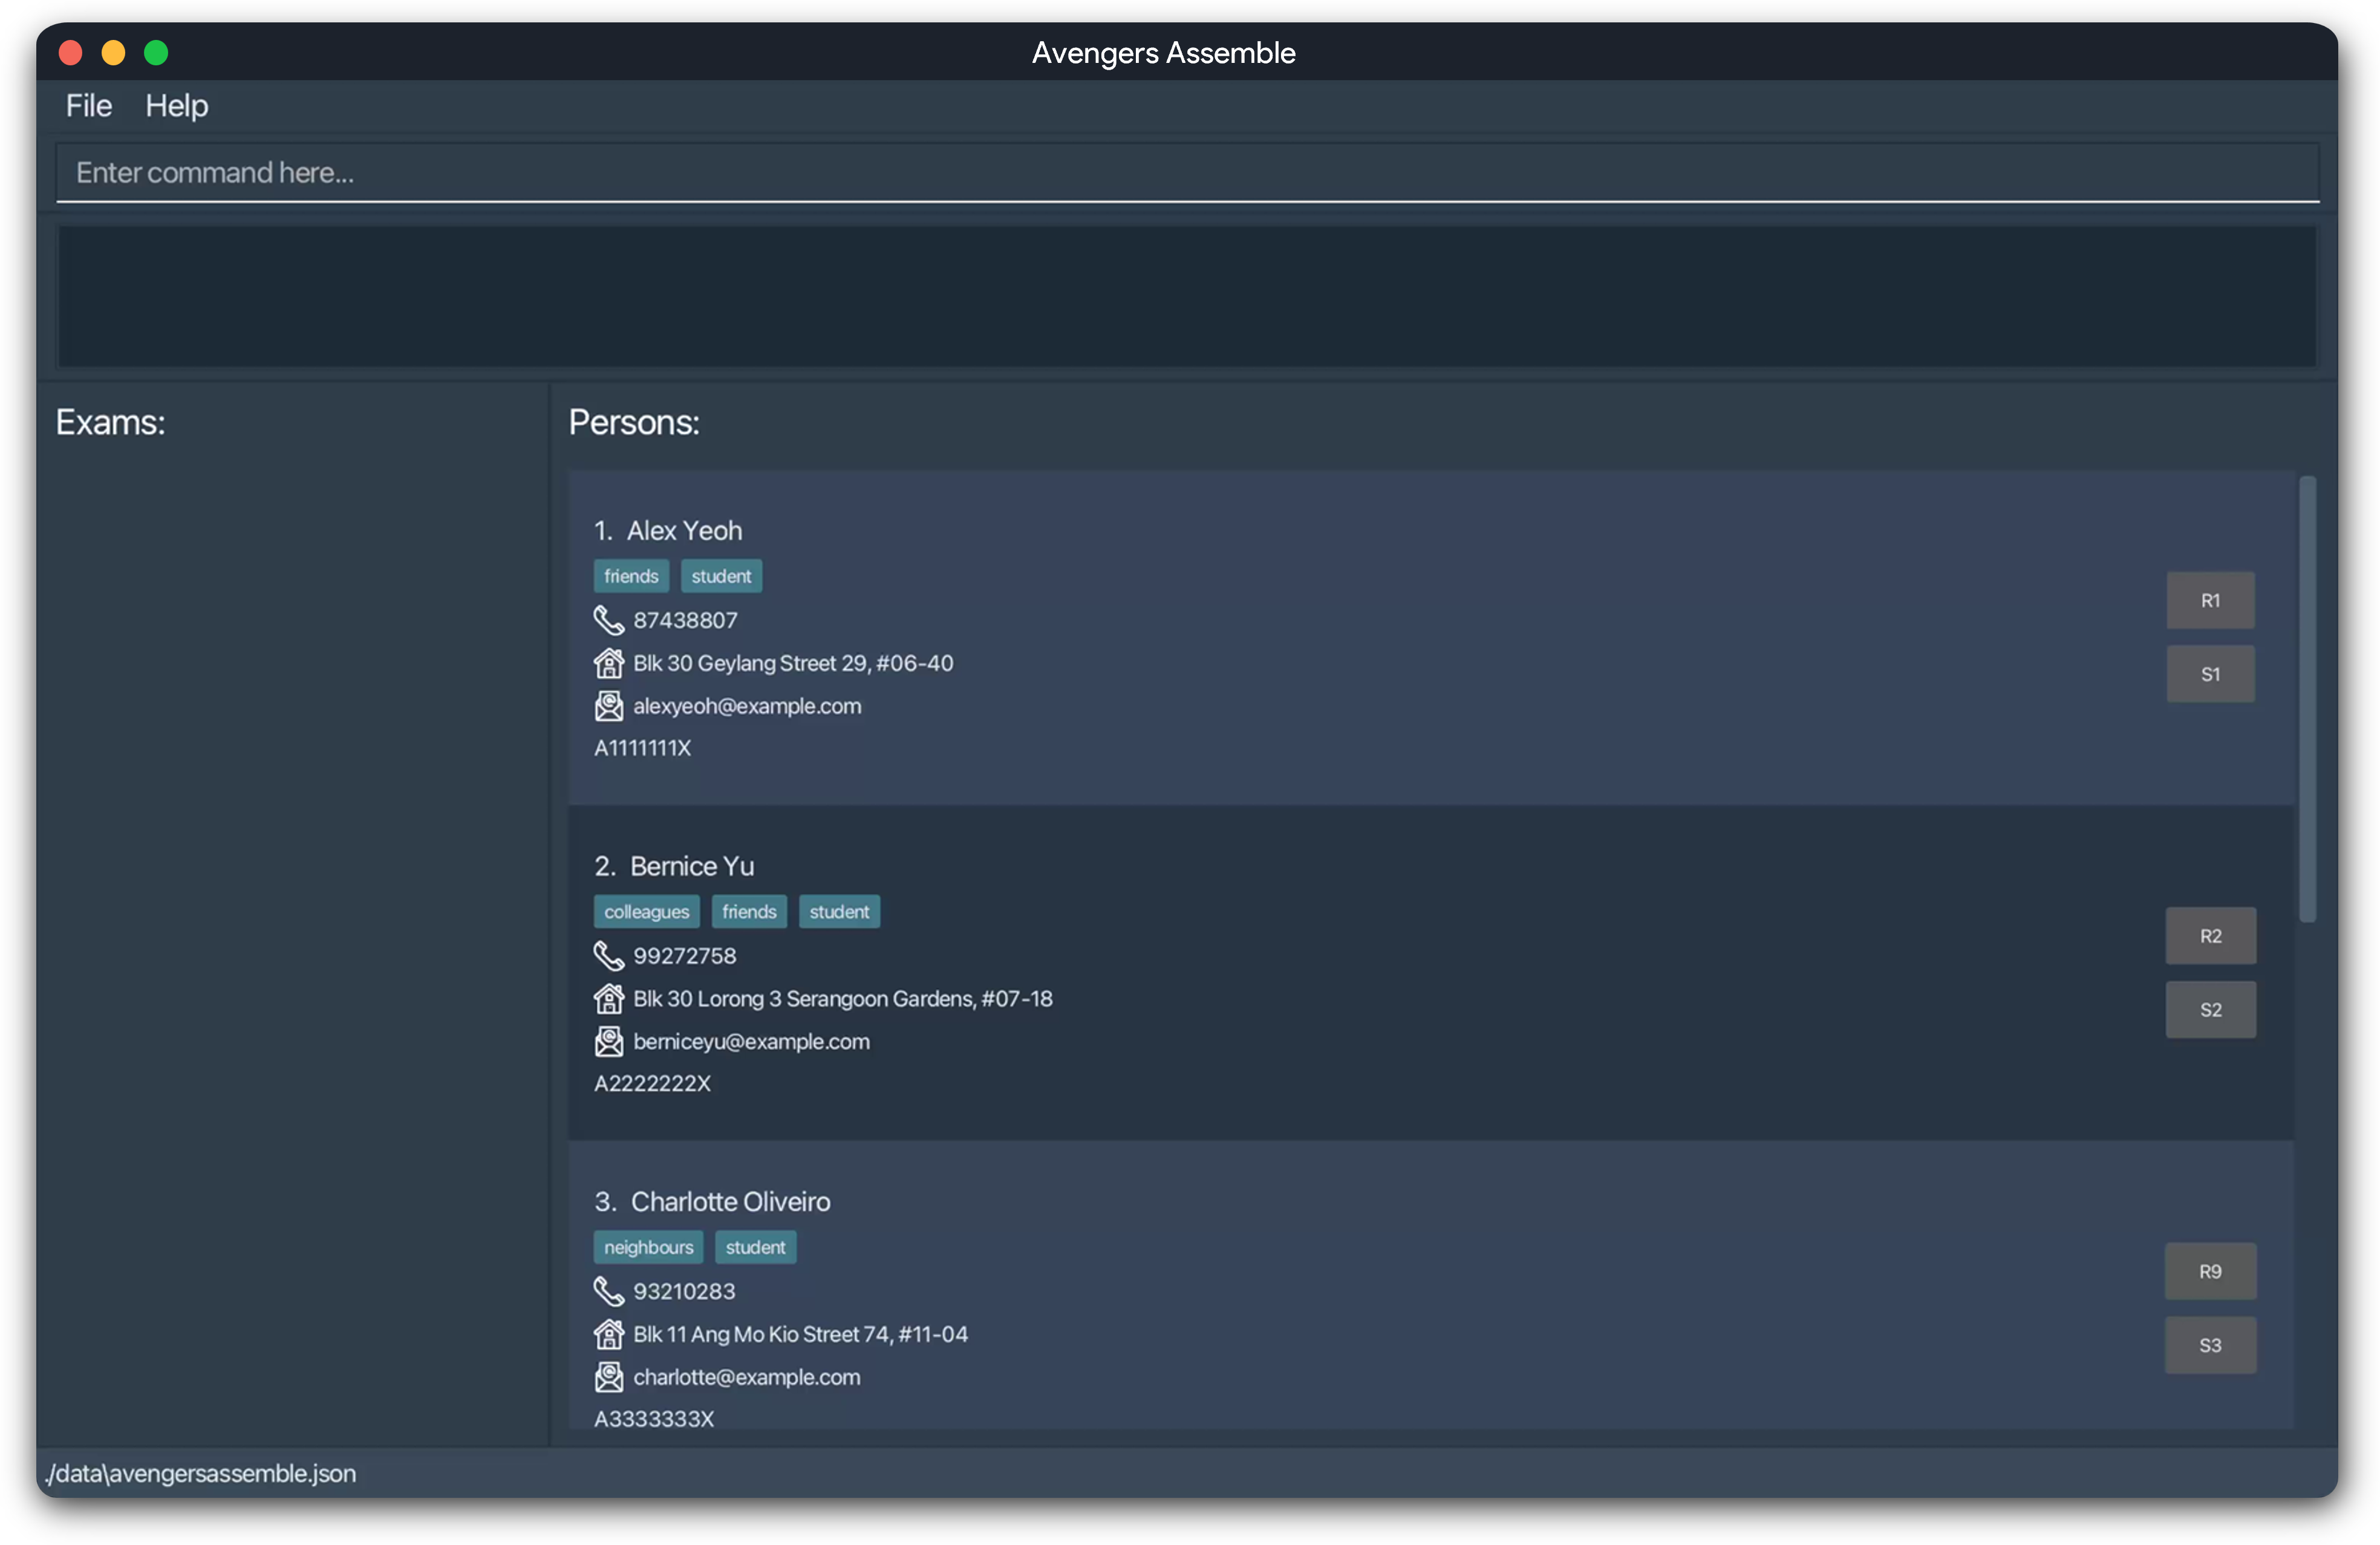 Avengers Assemble
File Help
Enter command here...
Exams:
Persons:
1. Alex Yeoh
friends student
87438807
Blk 30 Geylang Street 29, #06-40
alexyeoh@example.com
A1111111X
R1
S1
2. Bernice Yu
colleagues friends student
99272758
Blk 30 Lorong 3 Serangoon Gardens, #07-18
berniceyu@example.com
A2222222X
R2
S2
3. Charlotte Oliveiro
neighbours student
93210283
Blk 11 Ang Mo Kio Street 74, #11-04
charlotte@example.com
A3333333X
R9
S3
./data\avengersassemble.json